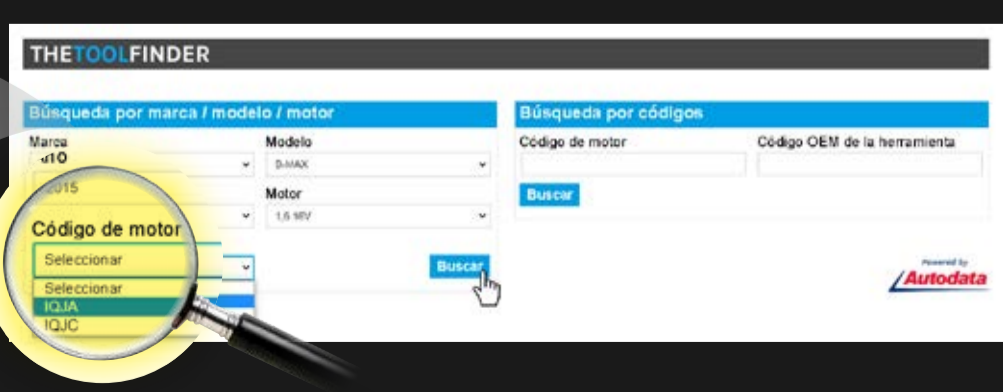 THETOOLFINDER
Búsqueda por marca / modelo / motor
Marca
Modelo
D-MAX
2015
Motor
1,6 16V
Código de motor
Seleccionar
Seleccionar
IQJA
IQJC
Buscar
Búsqueda por códigos
Código de motor
Código OEM de la herramienta
Buscar
Powered by
Autodata